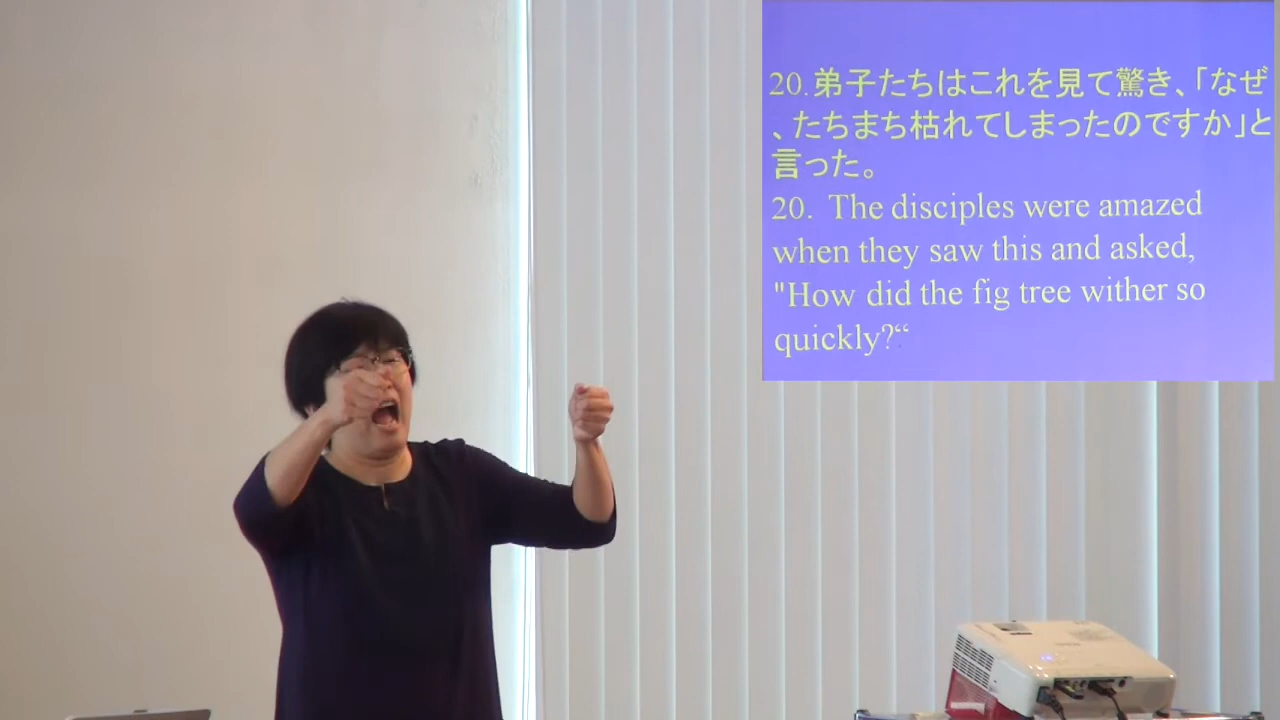 20.弟子たちはこれを見て驚き、「なぜ
、たちまち枯れてしまったのですか」と
言った。
20. The disciples were amazed
when they saw this and asked,
"How did the fig tree wither so
quickly?“